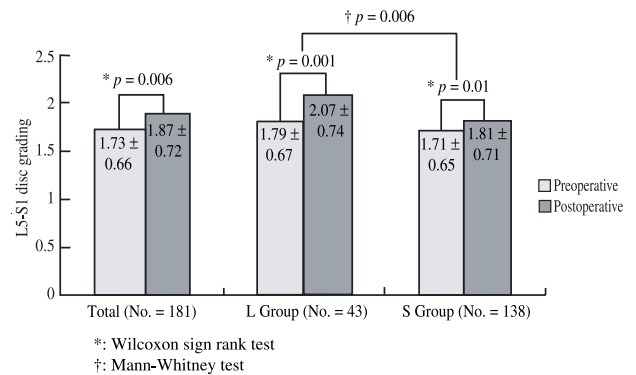 † p = 0.006
2.5
* p = 0.001
* p = 0.006
* p = 0.01
2
1.5
1
0.5
0
L5-S1 disc grading
1.73 ±
0.66
1.87 ±
0.72
1.79 ±
0.67
2.07 ±
0.74
1.71 ±
0.65
1.81 ±
0.71
Preoperative
Postoperative
Total (No. = 181)
L Group (No. = 43)
S Group (No. = 138)
*: Wilcoxon sign rank test
†: Mann-Whitney test